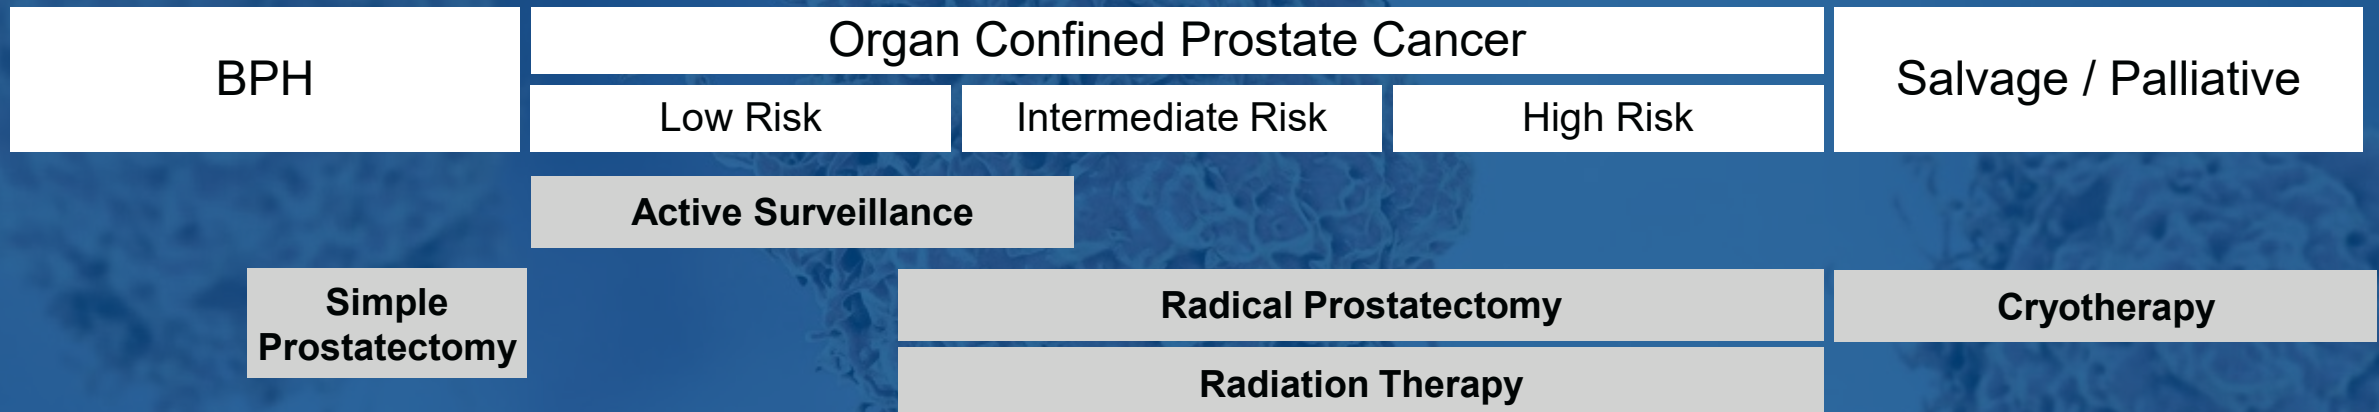 BPH
Organ Confined Prostate Cancer
Low Risk
Intermediate Risk
High Risk
Salvage / Palliative
Active Surveillance
Simple
Prostatectomy
Radical Prostatectomy
Cryotherapy
Radiation Therapy